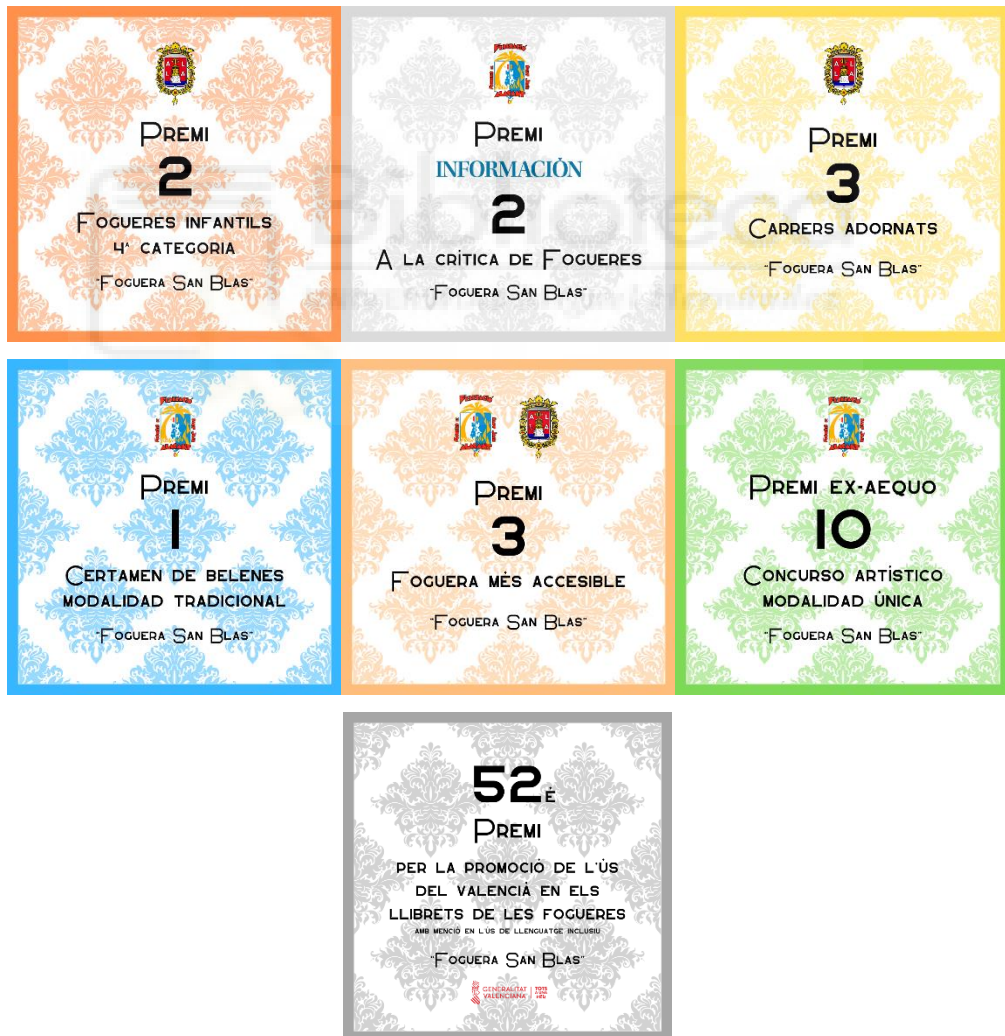 PREMI
2
FOGUERES INFANTILS
4ª CATEGORIA
"FOGUERA SAN BLAS"
PREMI
INFORMACIÓN
2
A LA CRÍTICA DE FOGUERES
"FOGUERA SAN BLAS"
PREMI
3
CARRERS ADORNATS
"FOGUERA SAN BLAS"
Biblioteca
PREMI
1
CERTAMEN DE BELENES
MODALIDAD TRADICIONAL
"FOGUERA SAN BLAS"
PREMI
3
FOGUERA MÉS ACCESIBLE
"FOGUERA SAN BLAS"
PREMI EX-AEQUO
10
CONCURSO ARTÍSTICO
MODALIDAD ÚNICA
"FOGUERA SAN BLAS"
52É
PREMI
PER LA PROMOCIÓ DE L'ÚS
DEL VALENCIÀ EN ELS
LLIBRETS DE LES FOGUERES
AMB MENCIÓ EN L'ÚS DE LLENGUATGE INCLUSIU
"FOGUERA SAN BLAS"
GENERALITAT
VALENCIANA